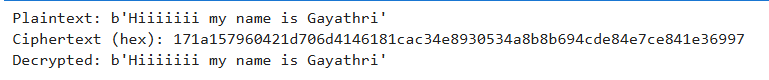 Plaintext: b'Hiiiiiii my name is Gayathri'
Ciphertext (hex): 171a157960421d706d4146181cac34e8930534a8b8b694cde84e7ce841e36997
Decrypted: b'Hiiiiiii my name is Gayathri'